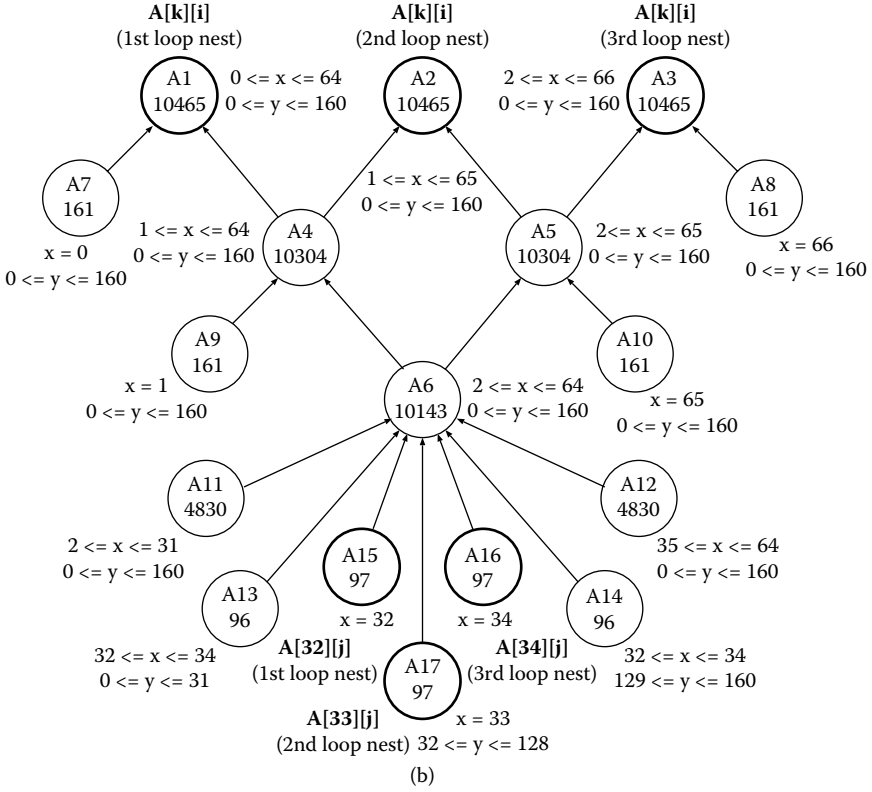 A[k][i]
(1st loop nest)
A[k][i]
(2nd loop nest)
A[k][i]
(3rd loop nest)
A1
10465
0 <= x <= 64
0 <= y <= 160
A2
10465
2 <= x <= 66
0 <= y <= 160
A3
10465
A7
161
x = 0
0 <= y <= 160
1 <= x <= 64
0 <= y <= 160
A4
10304
1 <= x <= 65
0 <= y <= 160
A5
10304
2<= x <= 65
0 <= y <= 160
A8
161
x = 66
0 <= y <= 160
A9
161
x = 1
0 <= y <= 160
A6
10143
2 <= x <= 64
0 <= y <= 160
A10
161
x = 65
0 <= y <= 160
A11
4830
2 <= x <= 31
0 <= y <= 160
A12
4830
35 <= x <= 64
0 <= y <= 160
A13
96
32 <= x <= 34
0 <= y <= 31
A15
97
x = 32
A[32][j]
(1st loop nest)
A16
97
x = 34
A[34][j]
(3rd loop nest)
A14
96
32 <= x <= 34
129 <= y <= 160
A17
97
A[33][j]
(2nd loop nest)
x = 33
32 <= y <= 128
(b)